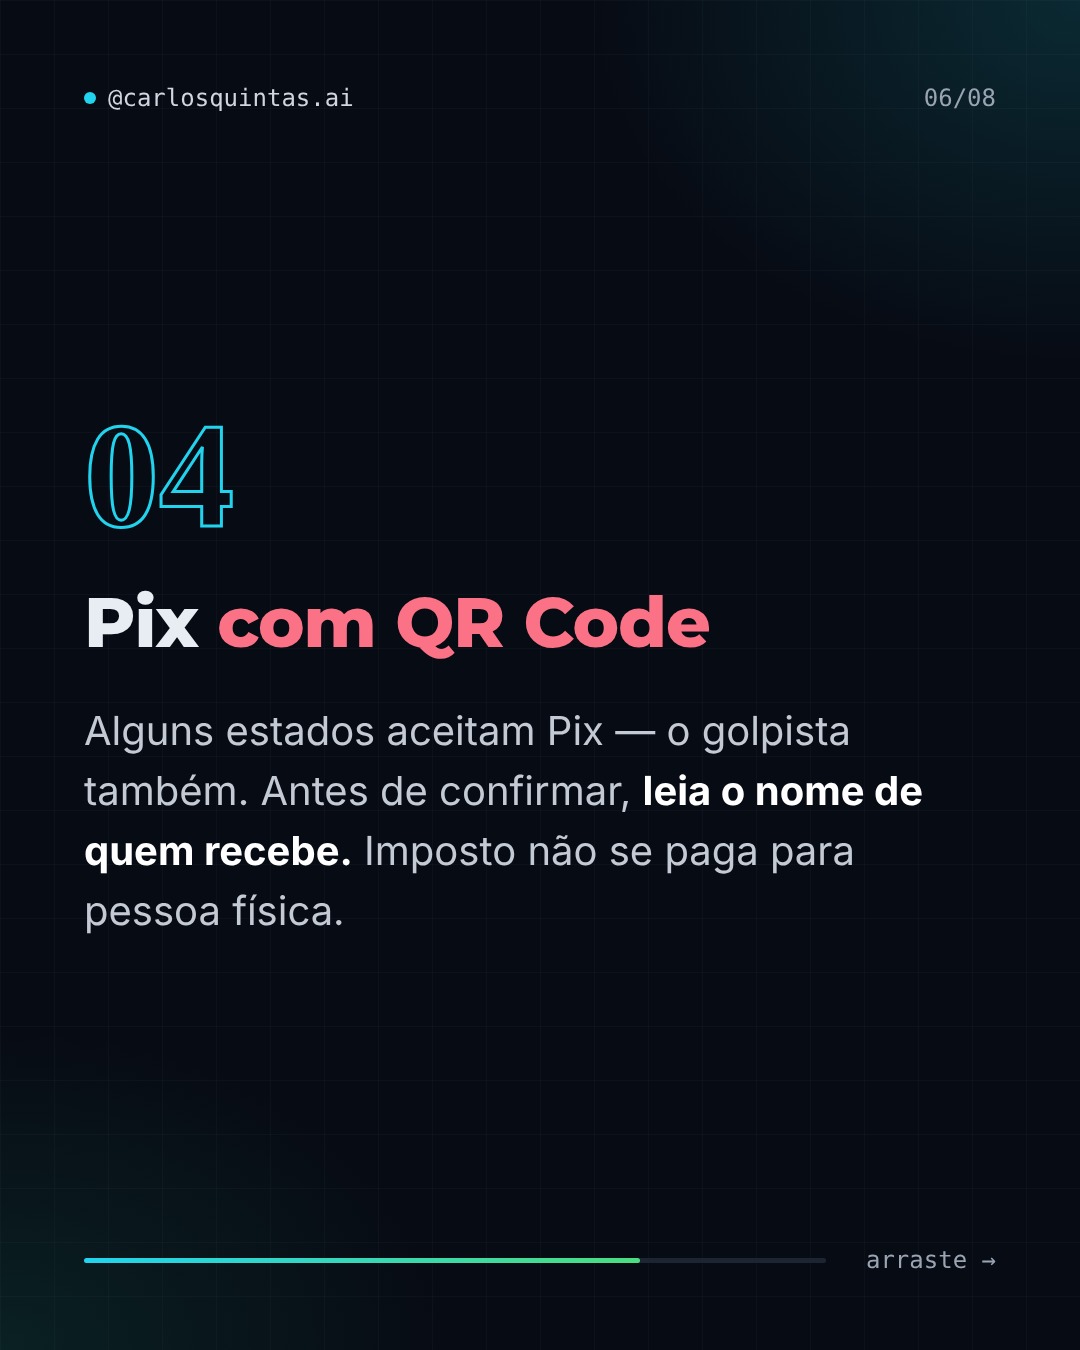 @carlosquintas.ai
06/08
04
Pix com QR Code
Alguns estados aceitam Pix — o golpista
também. Antes de confirmar, leia o nome de
quem recebe. Imposto não se paga para
pessoa física.
arraste →